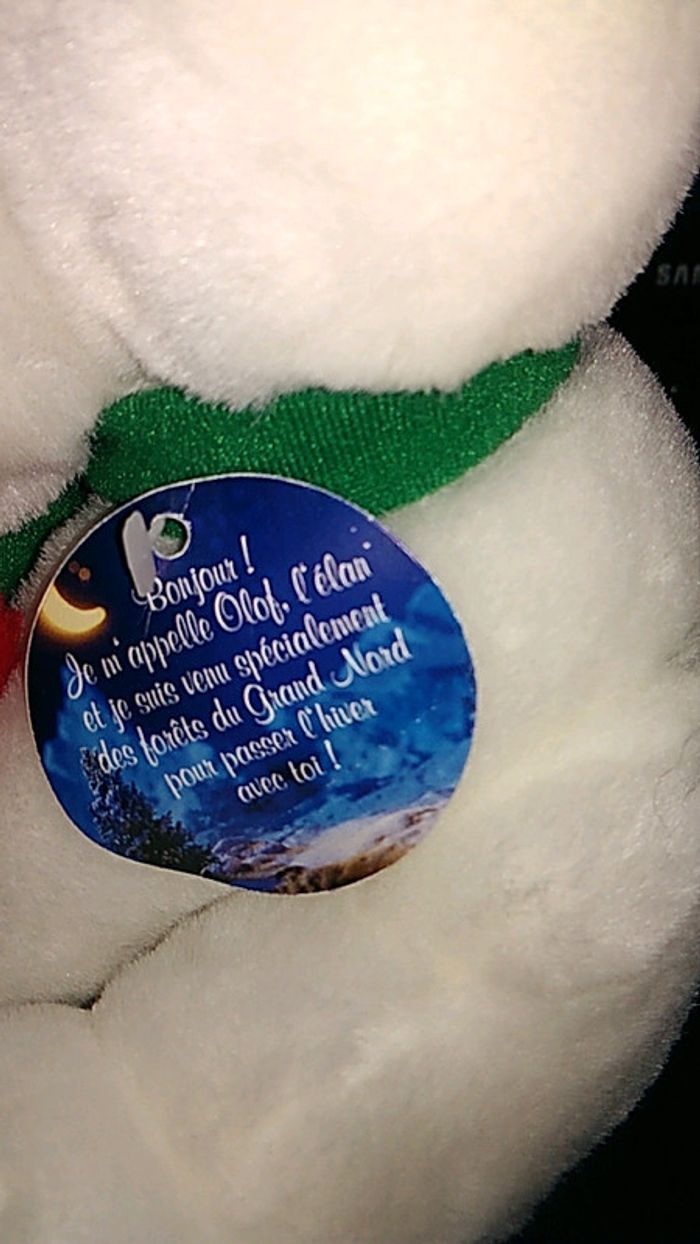 Bonjour !
Je m'appelle Olof, l'élan
et je suis venu spécialement
des forêts du Grand Nord
pour passer l'hiver
avec toi !